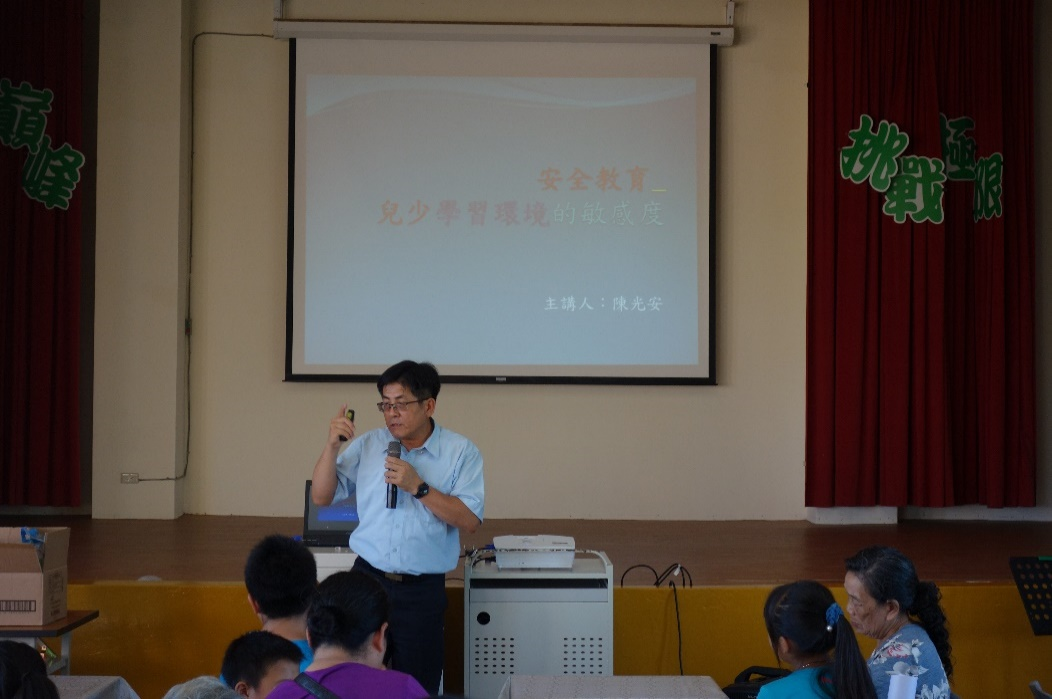 巔峰
安全教育_
兒少學習環境的敏感度
主講人：陳光安
挑戰極限